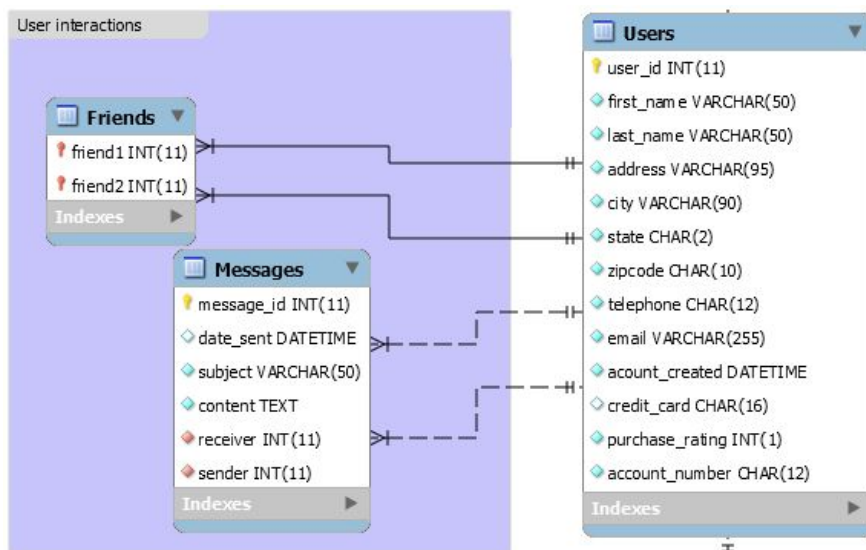 User interactions
Friends
friend1 INT(11)
friend2 INT(11)
Indexes
Messages
message_id INT(11)
date_sent DATETIME
subject VARCHAR(50)
content TEXT
receiver INT(11)
sender INT(11)
Indexes
Users
user_id INT(11)
first_name VARCHAR(50)
last_name VARCHAR(50)
address VARCHAR(95)
city VARCHAR(90)
state CHAR(2)
zipcode CHAR(10)
telephone CHAR(12)
email VARCHAR(255)
acount_created DATETIME
credit_card CHAR(16)
purchase_rating INT(1)
account_number CHAR(12)
Indexes